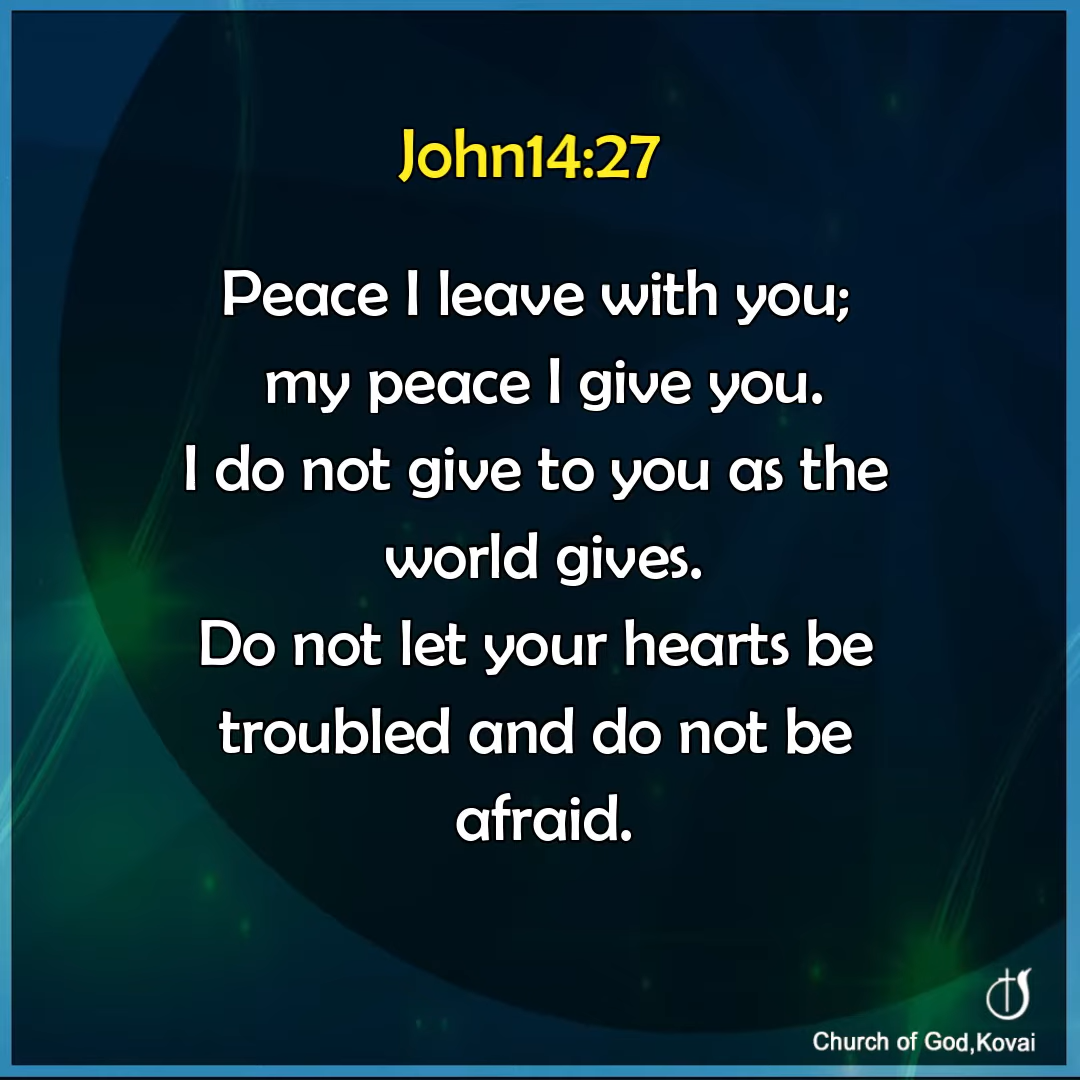 John14:27
Peace I leave with you;
my peace I give you.
I do not give to you as the
world gives.
Do not let your hearts be
troubled and do not be
afraid.
Church of God,Kovai